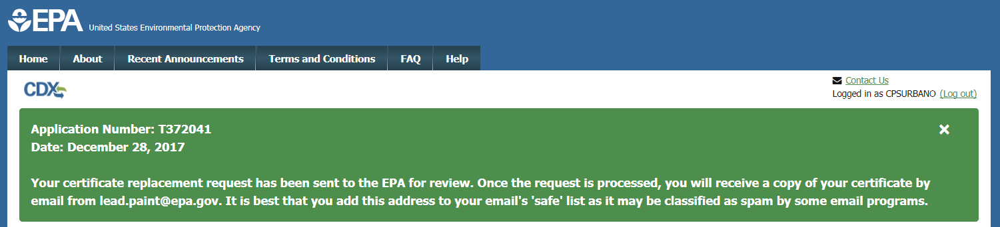 EPA United States Environmental Protection Agency
Home About Recent Announcements Terms and Conditions FAQ Help
CDX
Contact Us
Logged in as CPSURBANO (Log out)
Application Number: T372041
Date: December 28, 2017
Your certificate replacement request has been sent to the EPA for review. Once the request is processed, you will receive a copy of your certificate by
email from lead.paint@epa.gov. It is best that you add this address to your email's 'safe' list as it may be classified as spam by some email programs.